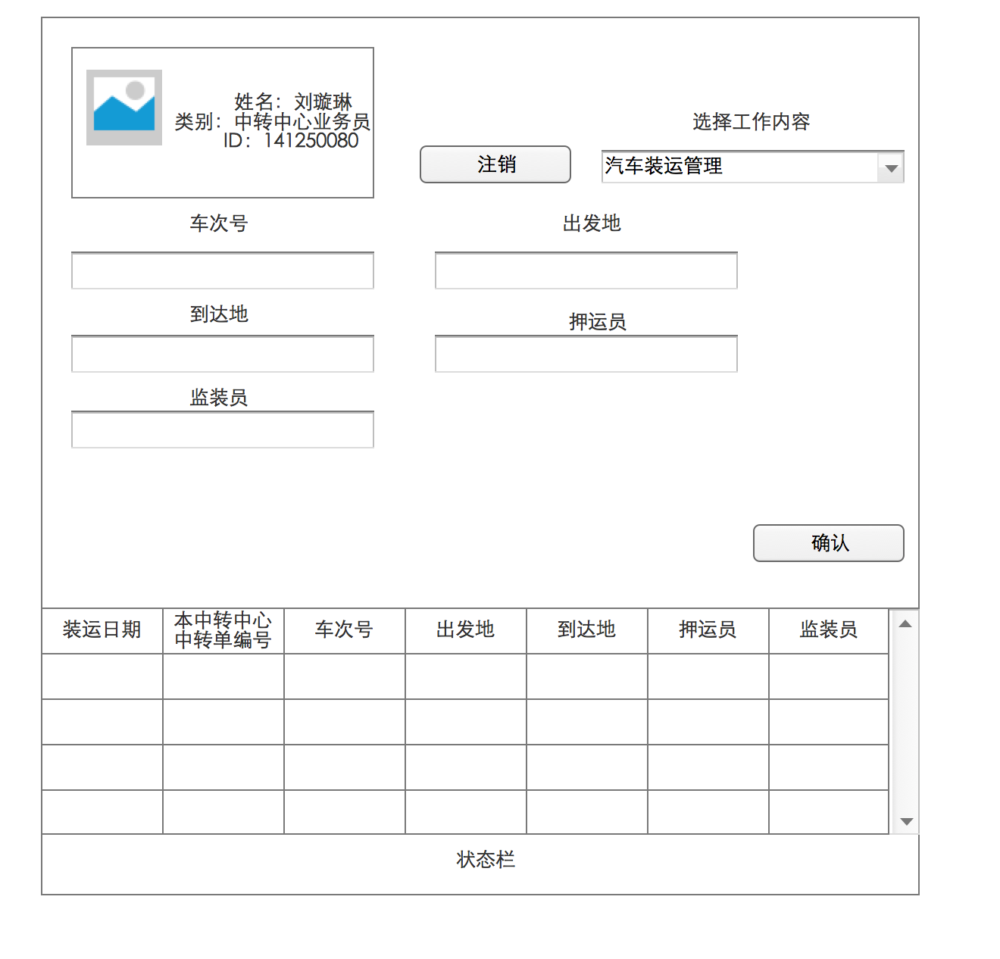 姓名：刘璇琳
类别：中转中心业务员
ID：141250080
选择工作内容
注销
汽车装运管理
车次号
出发地
到达地
押运员
监装员
确认
装运日期
本中转中心
中转单编号
车次号
出发地
到达地
押运员
监装员
状态栏